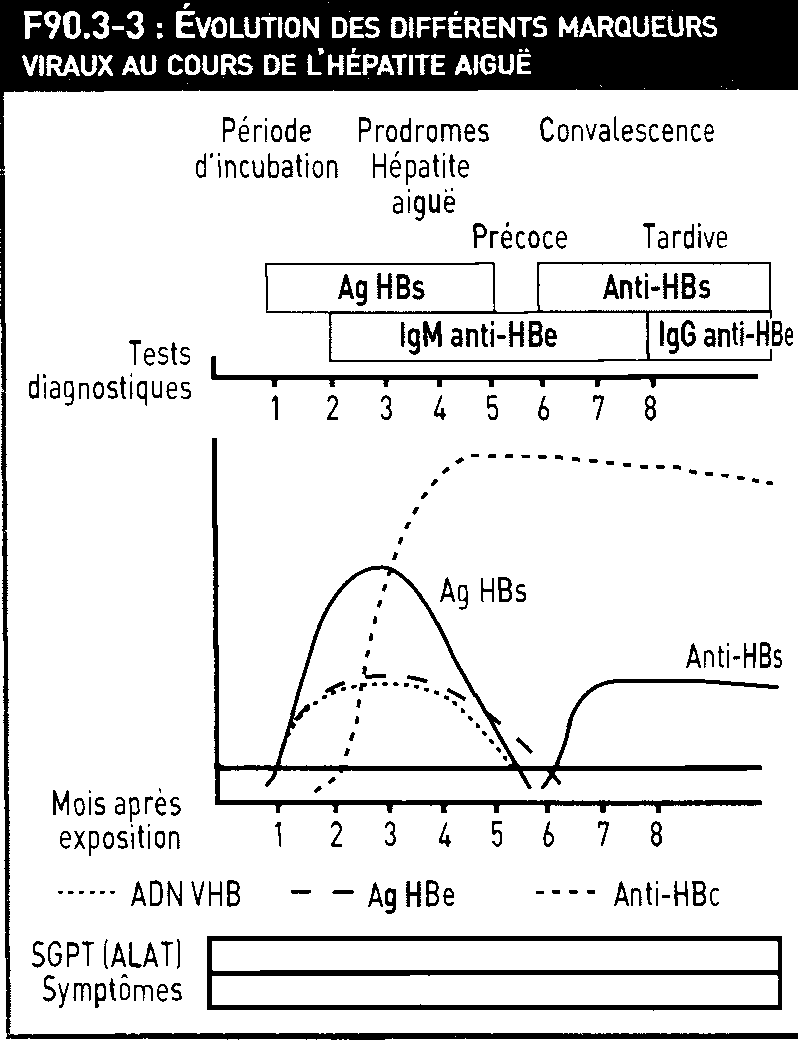 F90.3-3 : ÉVOLUTION DES DIFFÉRENTS MARQUEURS
VIRAUX AU COURS DE L'HÉPATITE AIGUË
Période
d'incubation
Prodromes
Hépatite
aiguë
Convalescence
Précoce
Tardive
Ag HBs
Anti-HBs
IgM anti-HBe
IgG anti-HBe
Tests
diagnostiques
1 2 3 4 5 6 7 8
Ag HBs
Anti-HBs
Mois après
exposition
1 2 3 4 5 6 7 8
ADN VHB
Ag HBe
Anti-HBc
SGPT (ALAT)
Symptômes